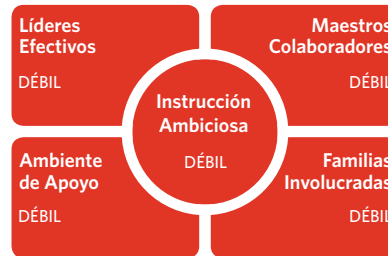 Líderes
Efectivos
DÉBIL
Maestros
Colaboradores
DÉBIL
Instrucción
Ambiciosa
DÉBIL
Ambiente
de Apoyo
DÉBIL
Familias
Involucradas
DÉBIL